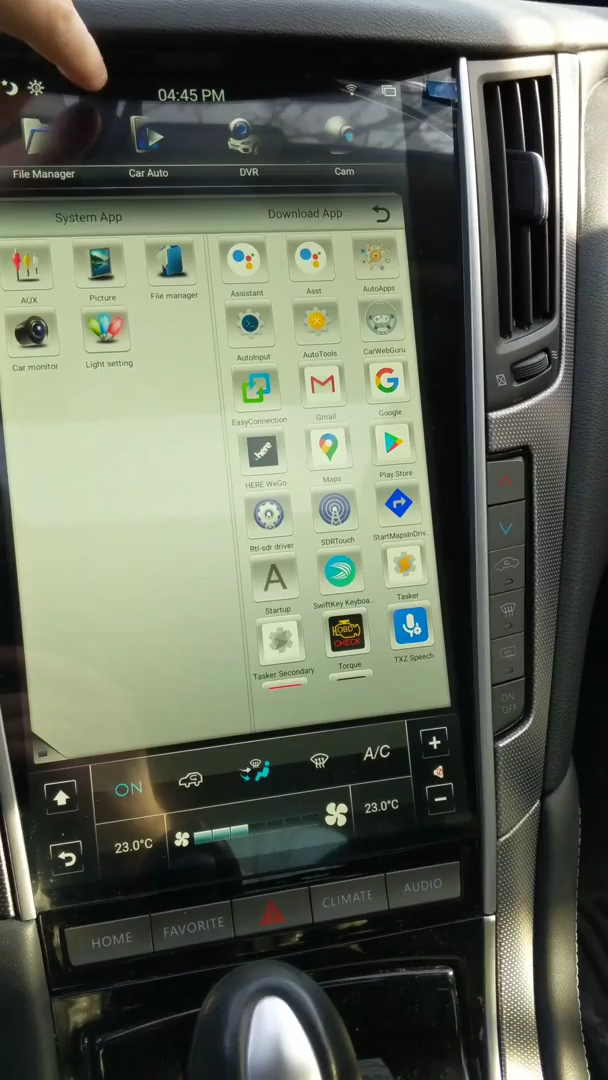 04:45 PM
File Manager
Car Auto
DVR
Cam
System App
Download App
AUX
Picture
File manager
Assistant
Asst
AutoApps
Car monitor
Light setting
AutoInput
AutoTools
CarWebGuru
EasyConnection
Gmail
Google
here
HERE WeGo
Maps
Play Store
Rtl-sdr driver
SDRTouch
StartMapsInDriv...
A
Startup
SwiftKey Keyboa...
Tasker
OBD
CHECK
Tasker Secondary
Torque
TXZ Speech
ON
A/C
+
23.0°C
23.0°C
−
HOME
FAVORITE
CLIMATE
AUDIO
ON
OFF